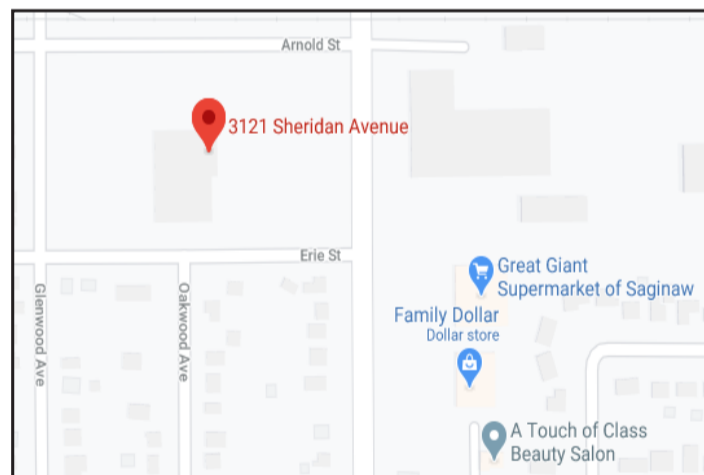 Arnold St
3121 Sheridan Avenue
Erie St
Great Giant
Supermarket of Saginaw
Glenwood Ave
Oakwood Ave
Family Dollar
Dollar store
A Touch of Class
Beauty Salon